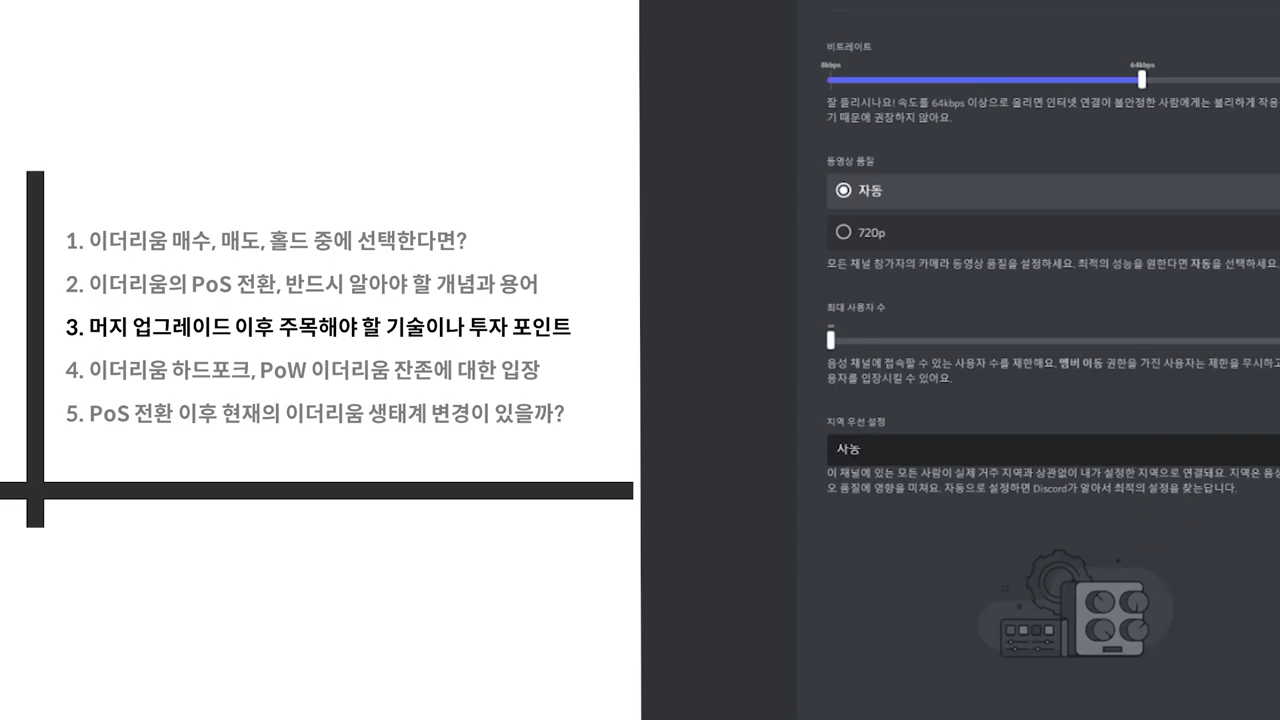 1. 이더리움 매수, 매도, 홀드 중에 선택한다면?
2. 이더리움의 PoS 전환, 반드시 알아야 할 개념과 용어
3. 머지 업그레이드 이후 주목해야 할 기술이나 투자 포인트
4. 이더리움 하드포크, PoW 이더리움 잔존에 대한 입장
5. PoS 전환 이후 현재의 이더리움 생태계 변경이 있을까?
비트레이트
8kbps 64kbps
잘 들리시나요! 속도를 64kbps 이상으로 올리면 인터넷 연결이 불안정한 사람에게는 불리하게 작용
기 때문에 권장하지 않아요.
동영상 품질
자동
720p
모든 채널 참가자의 카메라 동영상 품질을 설정하세요. 최적의 성능을 원한다면 자동을 선택하세요.
최대 사용자 수
∞
음성 채널에 접속할 수 있는 사용자 수를 제한해요. 멤버 이동 권한을 가진 사용자는 제한을 무시하고
용자를 입장시킬 수 있어요.
지역 우선 설정
사동
이 채널에 있는 모든 사람이 실제 거주 지역과 상관없이 내가 설정한 지역으로 연결돼요. 지역은 음성
오 품질에 영향을 미쳐요. 자동으로 설정하면 Discord가 알아서 최적의 설정을 찾는답니다.